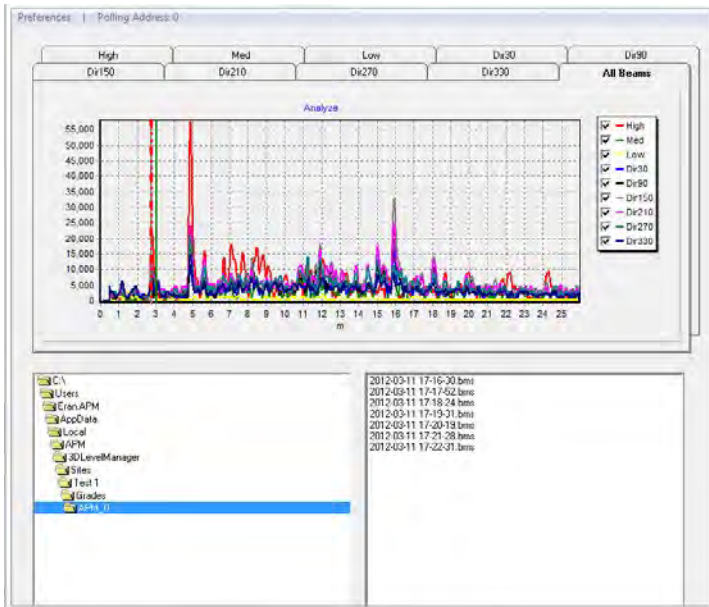 Preferences | Polling Address: 0
High Med Low Dir30 Dir90
Dir150 Dir210 Dir270 Dir330 All Beams
Analyze
55,000
50,000
45,000
40,000
35,000
30,000
25,000
20,000
15,000
10,000
5,000
0
0 1 2 3 4 5 6 7 8 9 10 11 12 13 14 15 16 17 18 19 20 21 22 23 24 25
m
High
Med
Low
Dir30
Dir90
Dir150
Dir210
Dir270
Dir330
C:\
Users
Eran.APM
AppData
Local
APM
3DLevelManager
Sites
Test 1
Grades
APM_0
2012-03-11 17-16-30.bms
2012-03-11 17-17-52.bms
2012-03-11 17-18-24.bms
2012-03-11 17-19-31.bms
2012-03-11 17-20-19.bms
2012-03-11 17-21-28.bms
2012-03-11 17-22-31.bms